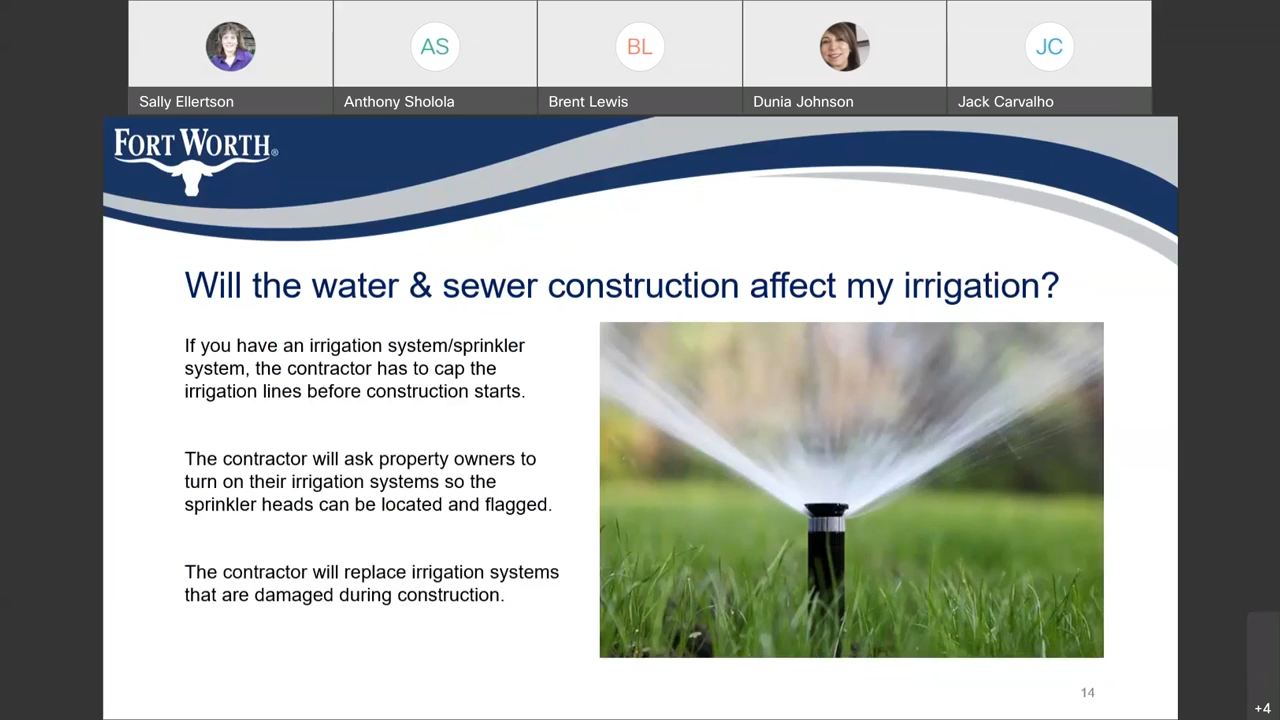 AS
BL
JC
Sally Ellertson
Anthony Sholola
Brent Lewis
Dunia Johnson
Jack Carvalho
FORT WORTH®
Will the water & sewer construction affect my irrigation?
If you have an irrigation system/sprinkler
system, the contractor has to cap the
irrigation lines before construction starts.
The contractor will ask property owners to
turn on their irrigation systems so the
sprinkler heads can be located and flagged.
The contractor will replace irrigation systems
that are damaged during construction.
14
+4